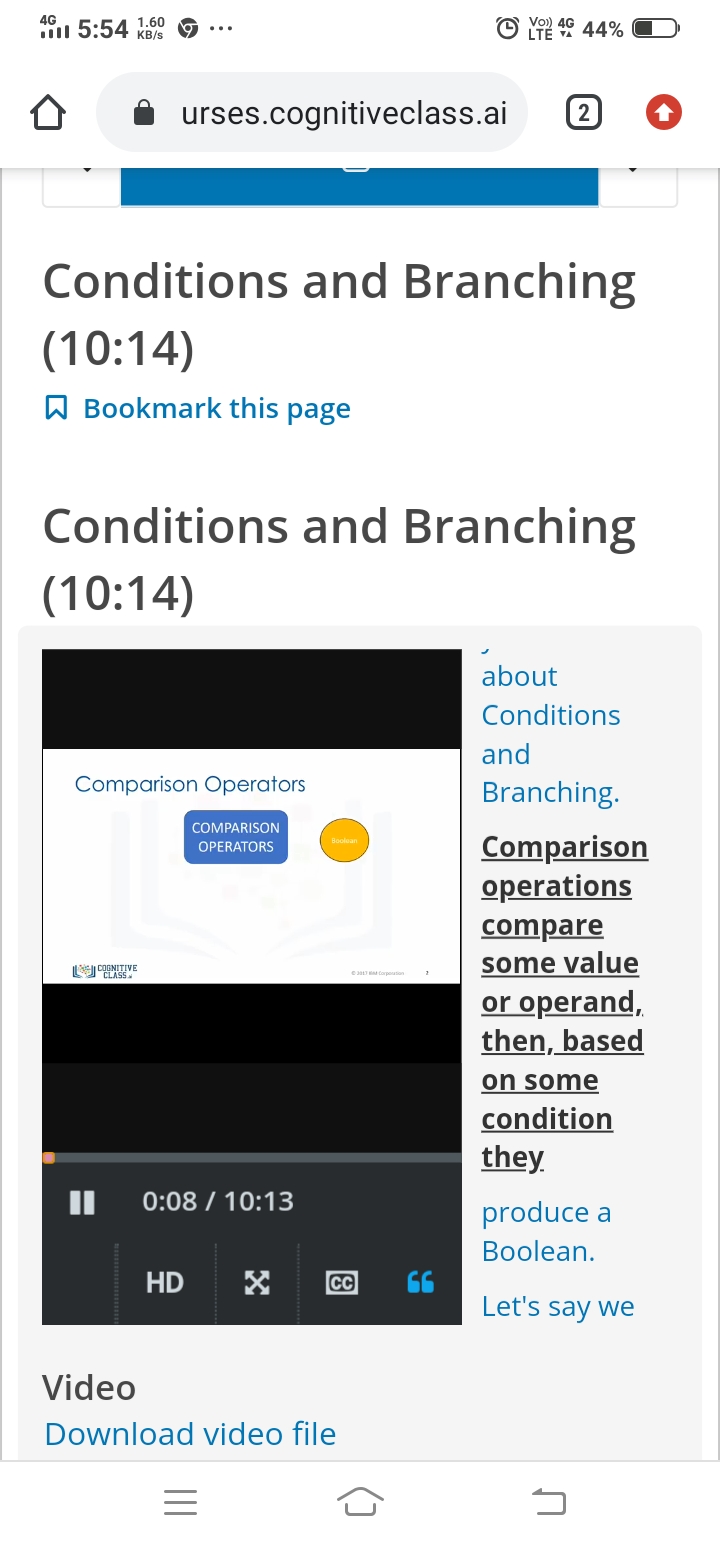 4G 5:54 1.60 KB/s ... Vo)) LTE 4G 44%
urses.cognitiveclass.ai 2
Conditions and Branching
(10:14)
Bookmark this page
Conditions and Branching
(10:14)
Comparison Operators
COMPARISON
OPERATORS
Boolean
COGNITIVE
CLASS.ai
© 2017 IBM Corporation 2
0:08 / 10:13
HD CC
about
Conditions
and
Branching.
Comparison
operations
compare
some value
or operand,
then, based
on some
condition
they
produce a
Boolean.
Let's say we
Video
Download video file